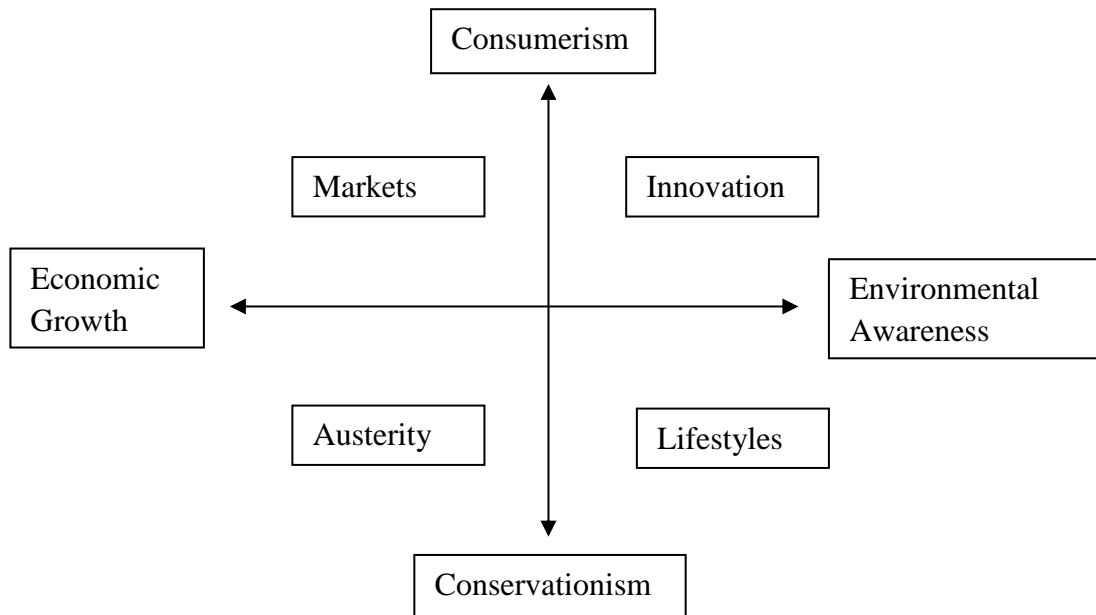 Consumerism
Markets
Innovation
Economic
Growth
Environmental
Awareness
Austerity
Lifestyles
Conservationism